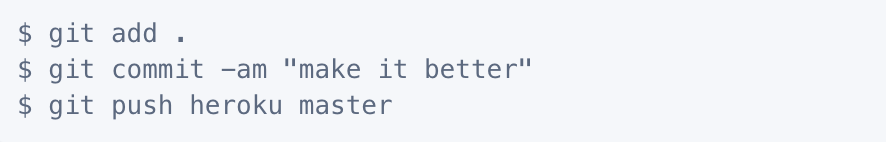 $ git add .
$ git commit -am "make it better"
$ git push heroku master